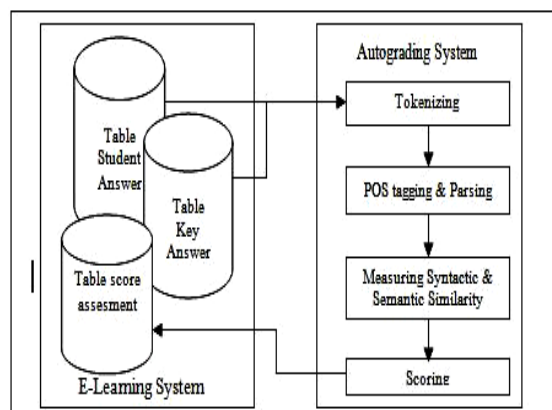 Table
Student
Answer
Table
Key
Answer
Table score
assesment
E-Learning System
Autograding System
Tokenizing
POS tagging & Parsing
Measuring Syntactic &
Semantic Similarity
Scoring